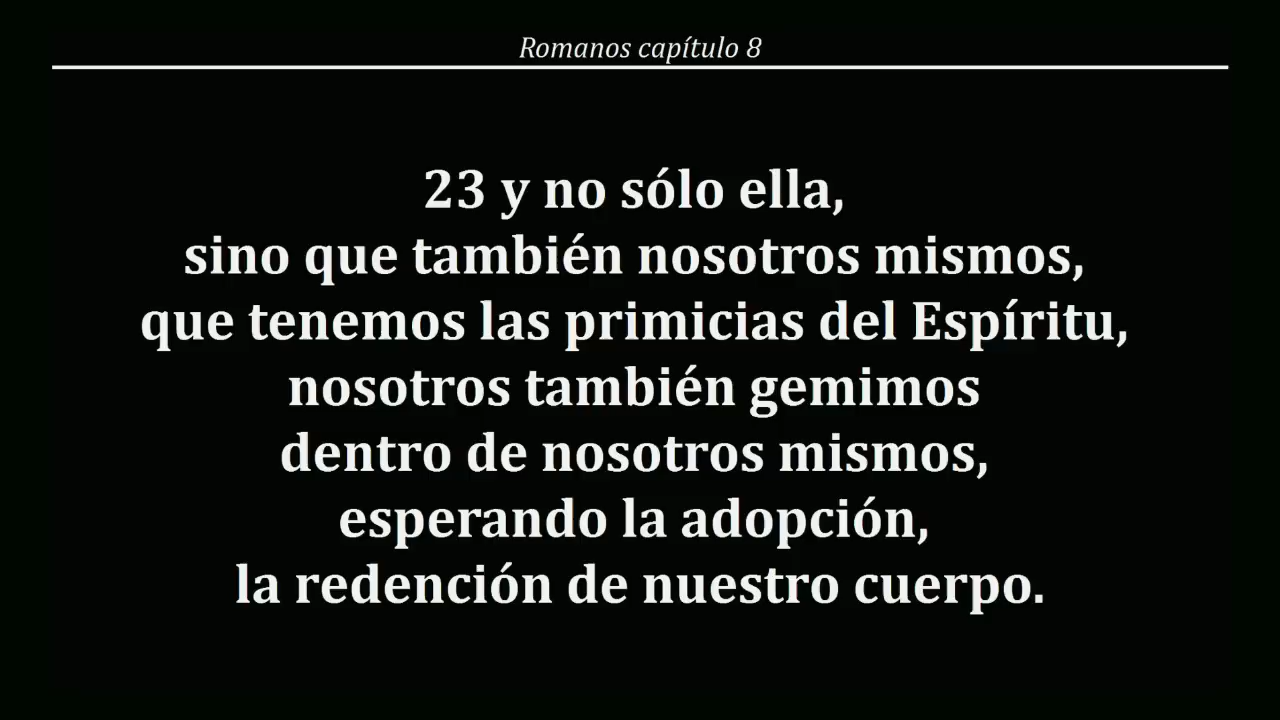 Romanos capítulo 8
23 y no sólo ella,
sino que también nosotros mismos,
que tenemos las primicias del Espíritu,
nosotros también gemimos
dentro de nosotros mismos,
esperando la adopción,
la redención de nuestro cuerpo.